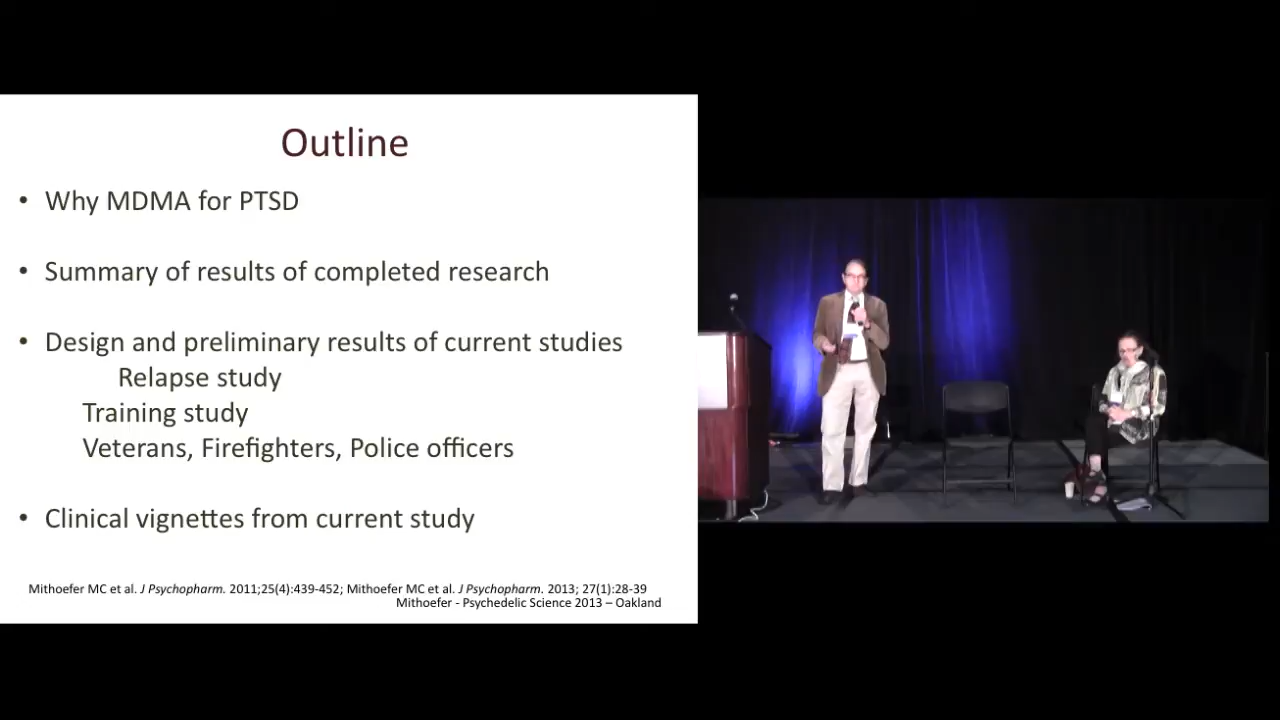 Outline
• Why MDMA for PTSD
• Summary of results of completed research
• Design and preliminary results of current studies
Relapse study
Training study
Veterans, Firefighters, Police officers
• Clinical vignettes from current study
Mithoefer MC et al. J Psychopharm. 2011;25(4):439-452; Mithoefer MC et al. J Psychopharm. 2013; 27(1):28-39
Mithoefer - Psychedelic Science 2013 – Oakland